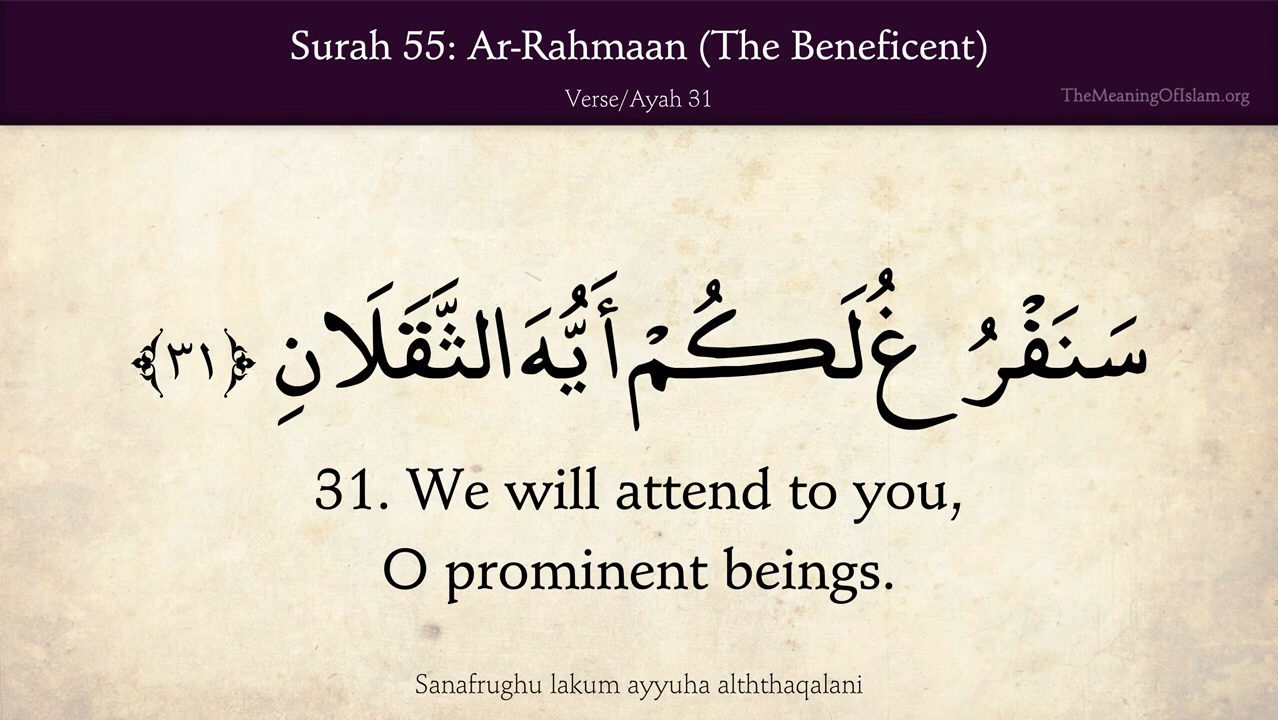 Surah 55: Ar-Rahmaan (The Beneficent)
Verse/Ayah 31
TheMeaningOfIslam.org
سَنَفْرُ غُلَكُمْ أَيُّهَ الثَّقَلَانِ ﴿٣١﴾
31. We will attend to you,
O prominent beings.
Sanafrughu lakum ayyuha alththaqalani